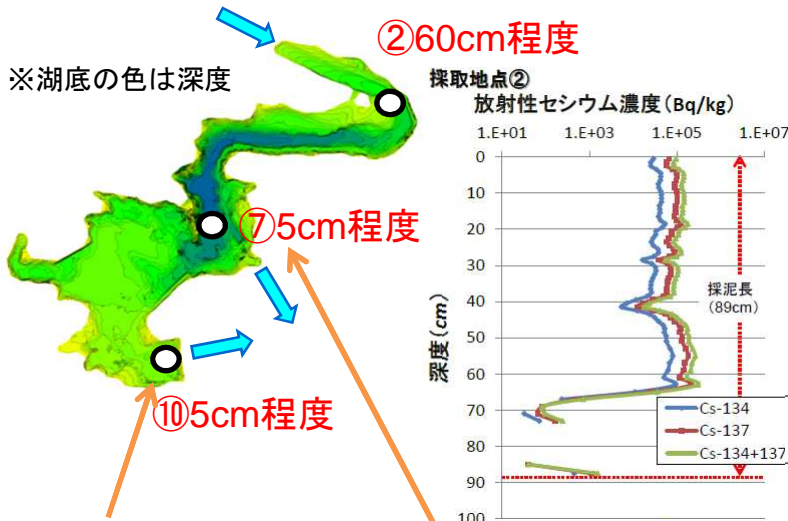 ②60cm程度
※湖底の色は深度
⑦5cm程度
⑩5cm程度
採取地点②
放射性セシウム濃度(Bq/kg)
1.E+01 1.E+03 1.E+05 1.E+07
0
10
20
30
40
50
60
70
80
90
100
深度(cm)
採泥長
(89cm)
Cs-134
Cs-137
Cs-134+137